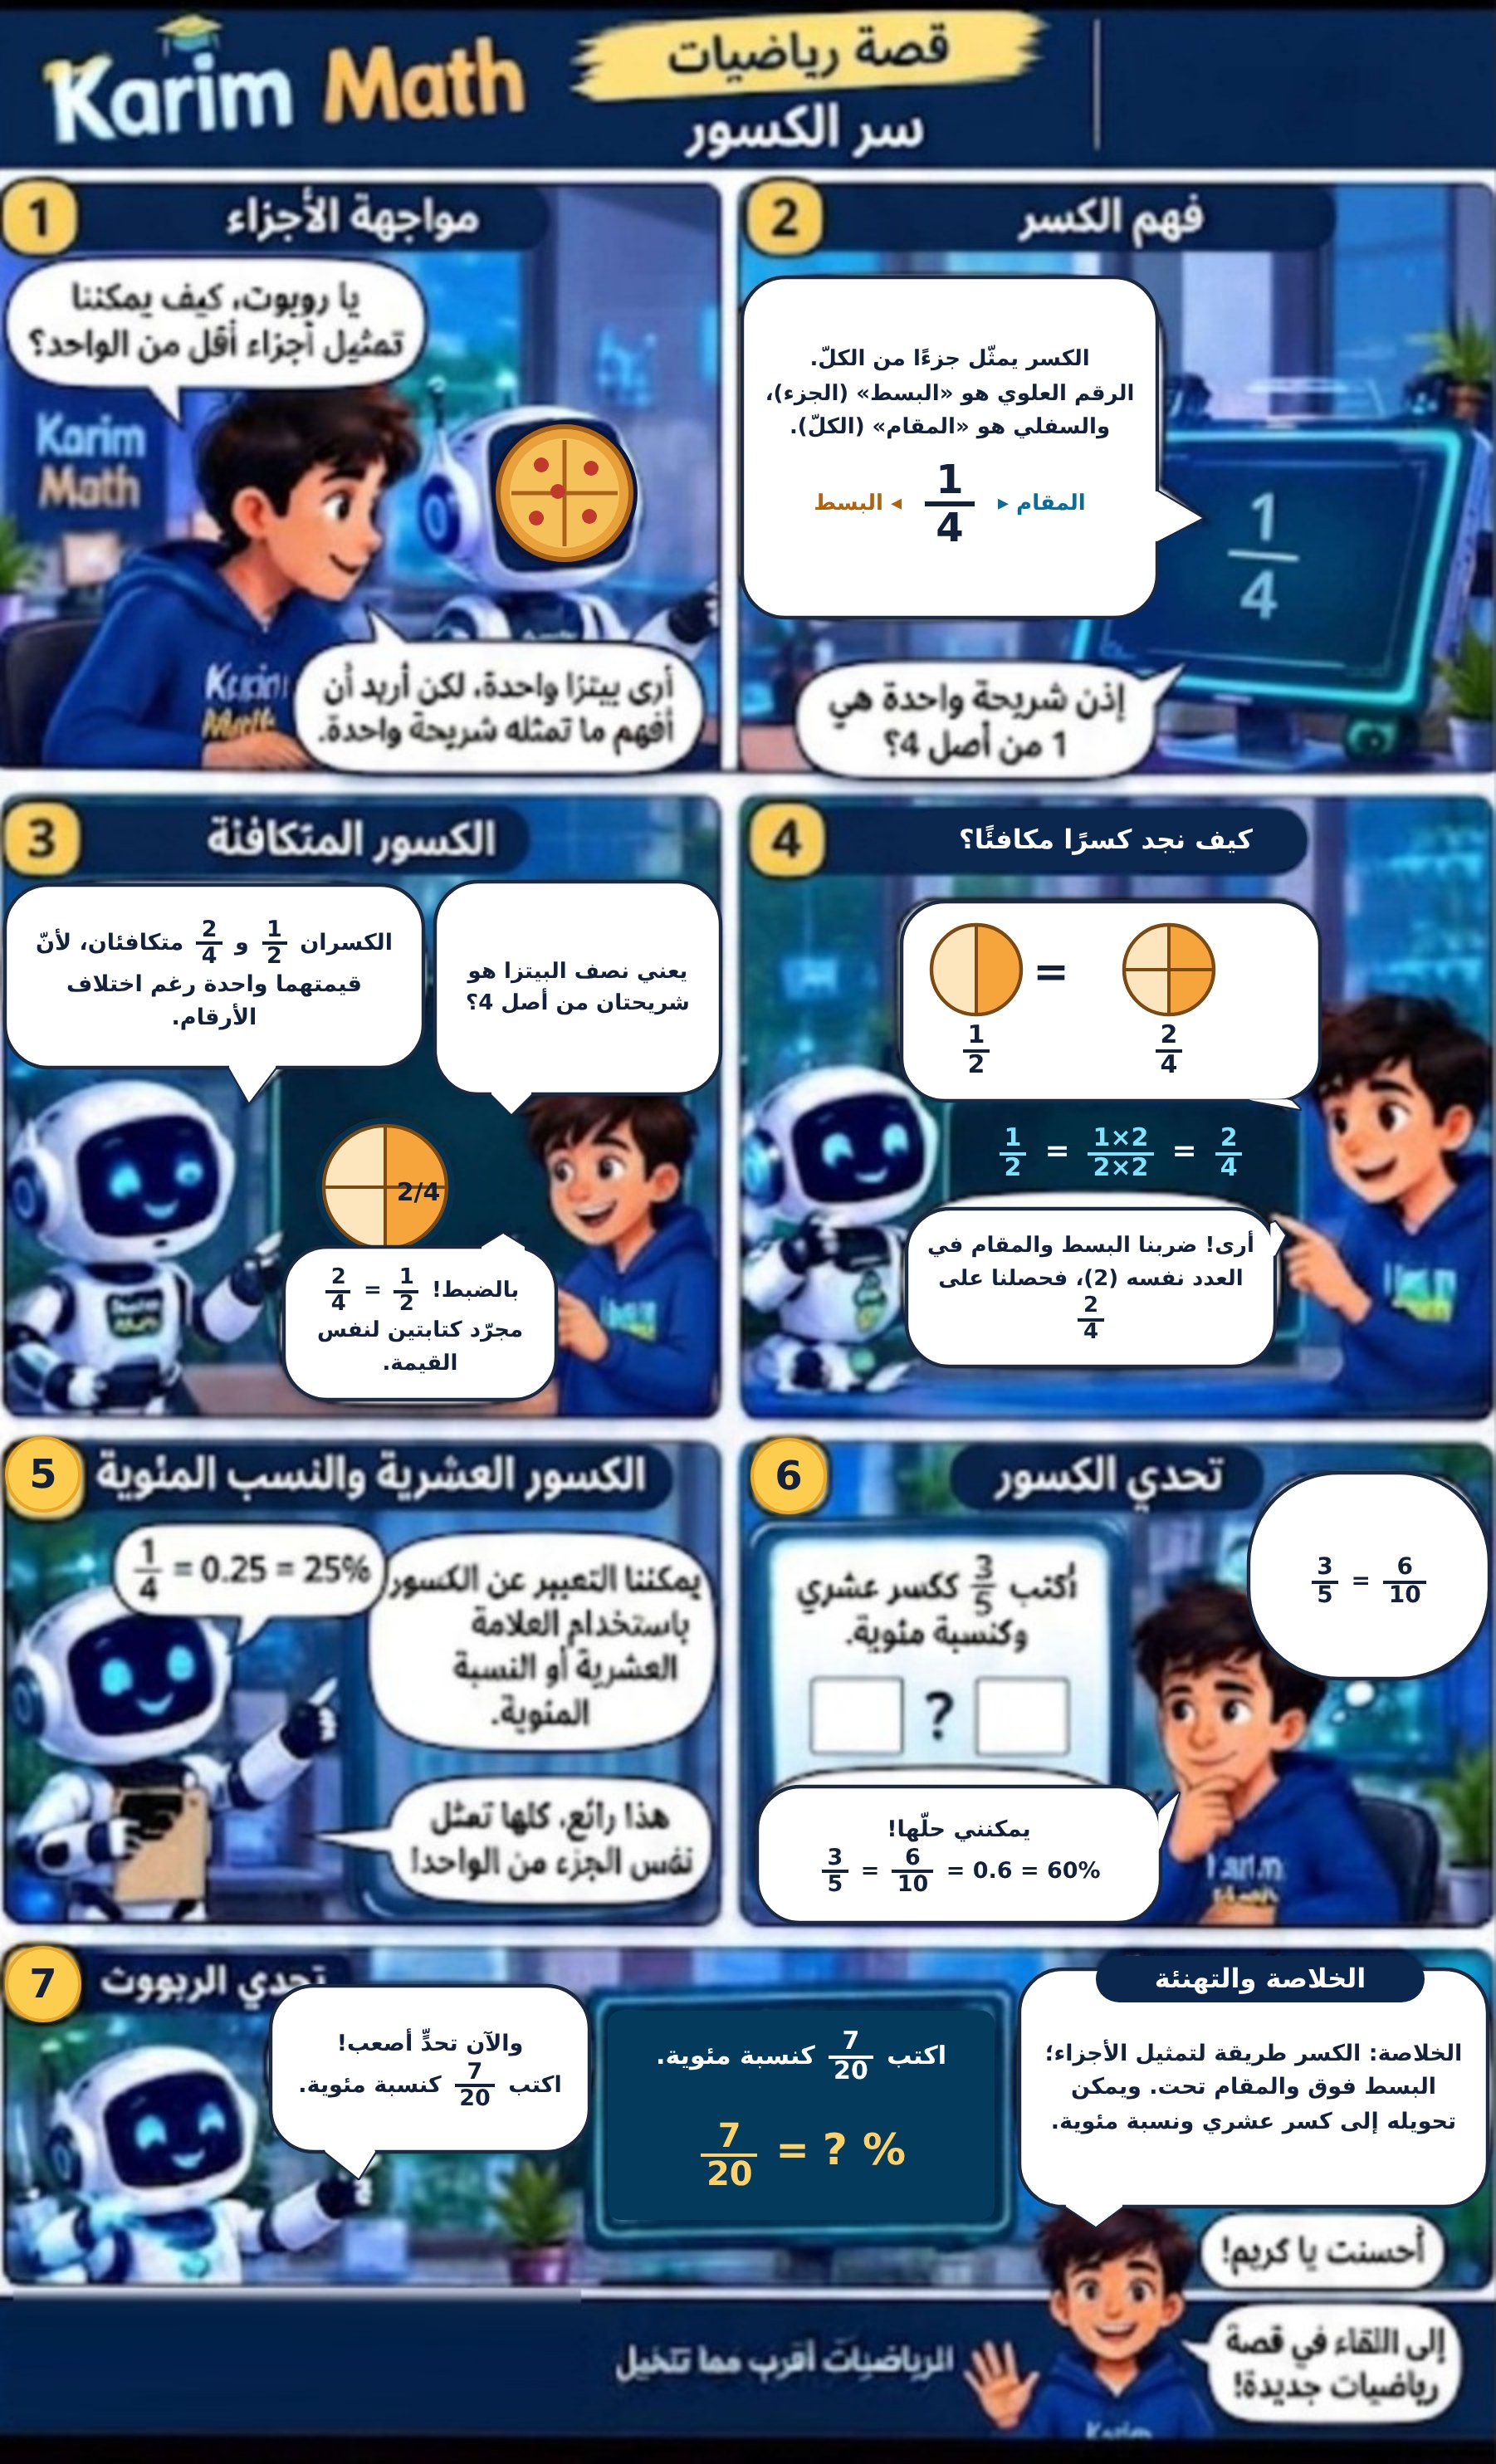 Karim Math
قصة رياضيات
سر الكسور
1
مواجهة الأجزاء
يا روبوت، كيف يمكننا
تمثيل أجزاء أقل من الواحد؟
Karim
Math
Karim
Math
أرى بيتزا واحدة، لكن أريد أن
أفهم ما تمثله شريحة واحدة.
2
فهم الكسر
الكسر يمثّل جزءًا من الكلّ.
الرقم العلوي هو «البسط» (الجزء)،
والسفلي هو «المقام» (الكلّ).
المقام ▸ 1/4 ◂ البسط
1/4
إذن شريحة واحدة هي
1 من أصل 4؟
3
الكسور المتكافئة
الكسران 1/2 و 2/4 متكافئان، لأنّ
قيمتهما واحدة رغم اختلاف
الأرقام.
يعني نصف البيتزا هو
شريحتان من أصل 4؟
2/4
بالضبط! 1/2 = 2/4
مجرّد كتابتين لنفس
القيمة.
4
كيف نجد كسرًا مكافئًا؟
=
1/2 2/4
1/2 = 1×2/2×2 = 2/4
أرى! ضربنا البسط والمقام في
العدد نفسه (2)، فحصلنا على
2/4
5
الكسور العشرية والنسب المئوية
1/4 = 0.25 = 25%
يمكننا التعبير عن الكسور
باستخدام العلامة
العشرية أو النسبة
المئوية.
هذا رائع، كلها تمثل
نفس الجزء من الواحد!
6
تحدي الكسور
أكتب 3/5 ككسر عشري
وكنسبة مئوية.
?
3/5 = 6/10
يمكنني حلّها!
3/5 = 6/10 = 0.6 = 60%
7
تحدي الربووت
والآن تحدٍّ أصعب!
اكتب 7/20 كنسبة مئوية.
اكتب 7/20 كنسبة مئوية.
7/20 = ? %
الخلاصة والتهنئة
الخلاصة: الكسر طريقة لتمثيل الأجزاء؛
البسط فوق والمقام تحت. ويمكن
تحويله إلى كسر عشري ونسبة مئوية.
أحسنت يا كريم!
إلى اللقاء في قصة
رياضيات جديدة!
الرياضيات أقرب مما تتخيل
Karim